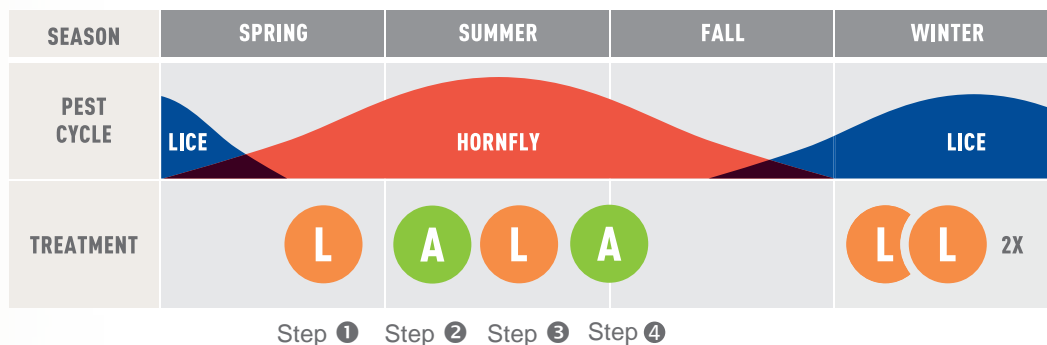 SEASON SPRING SUMMER FALL WINTER
PEST
CYCLE
LICE HORNFLY LICE
TREATMENT L A L A L L 2X
Step ❶ Step ❷ Step ❸ Step ❹